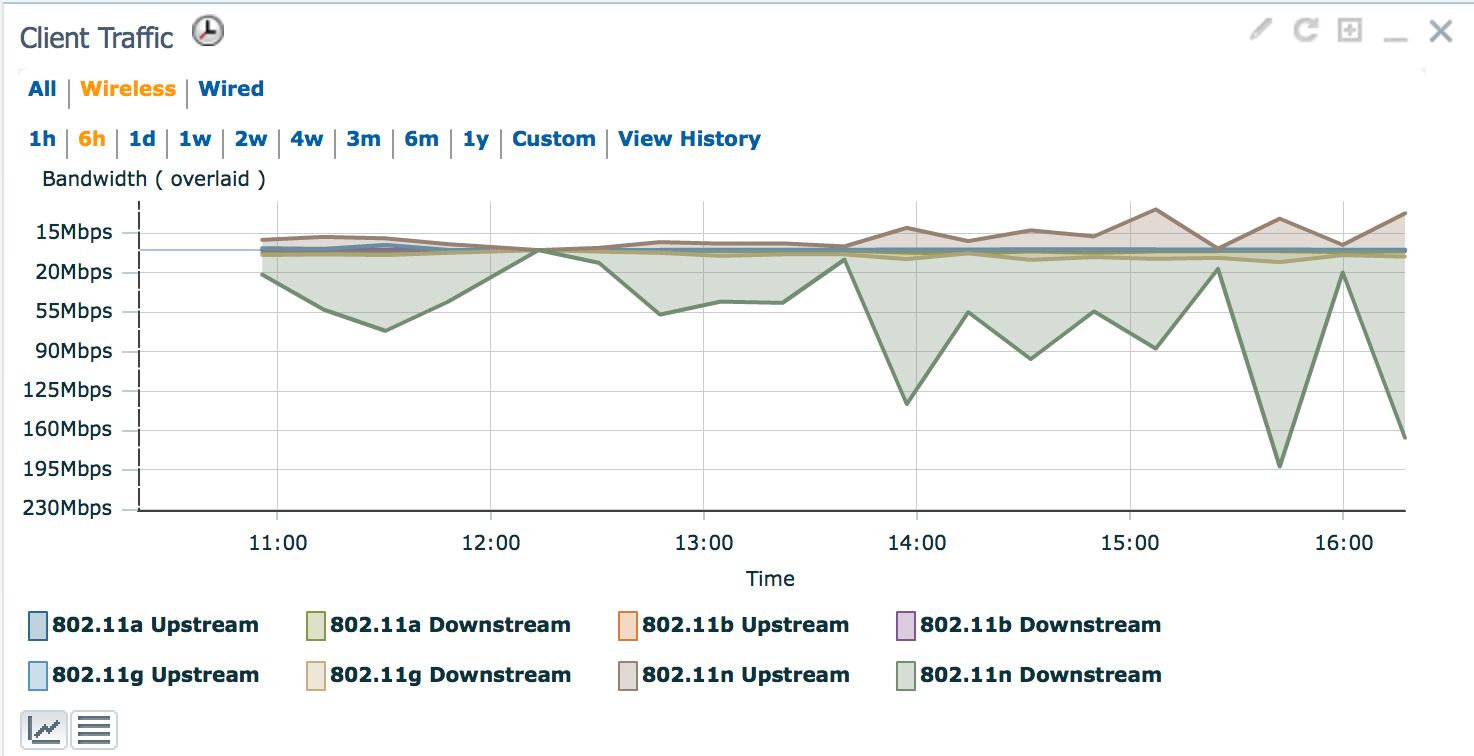 Client Traffic
All Wireless Wired
1h 6h 1d 1w 2w 4w 3m 6m 1y Custom View History
Bandwidth ( overlaid )
15Mbps
20Mbps
55Mbps
90Mbps
125Mbps
160Mbps
195Mbps
230Mbps
11:00 12:00 13:00 14:00 15:00 16:00
Time
802.11a Upstream 802.11a Downstream 802.11b Upstream 802.11b Downstream
802.11g Upstream 802.11g Downstream 802.11n Upstream 802.11n Downstream